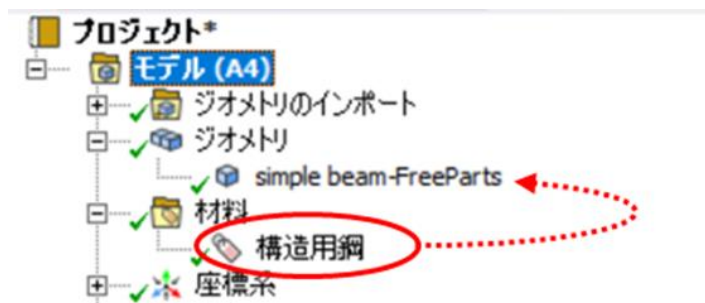 プロジェクト*
モデル (A4)
ジオメトリのインポート
ジオメトリ
simple beam-FreeParts
材料
構造用鋼
座標系